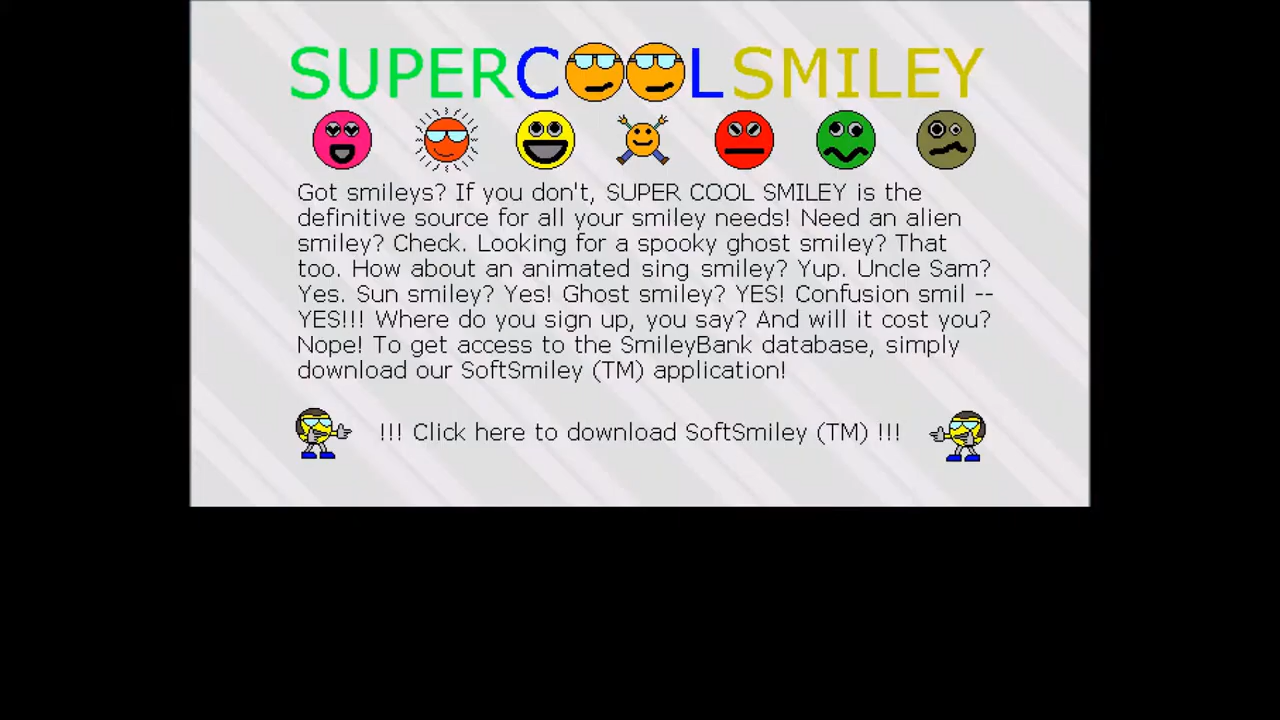 SUPERCOOLSMILEY
Got smileys? If you don't, SUPER COOL SMILEY is the
definitive source for all your smiley needs! Need an alien
smiley? Check. Looking for a spooky ghost smiley? That
too. How about an animated sing smiley? Yup. Uncle Sam?
Yes. Sun smiley? Yes! Ghost smiley? YES! Confusion smil --
YES!!! Where do you sign up, you say? And will it cost you?
Nope! To get access to the SmileyBank database, simply
download our SoftSmiley (TM) application!
!!! Click here to download SoftSmiley (TM) !!!